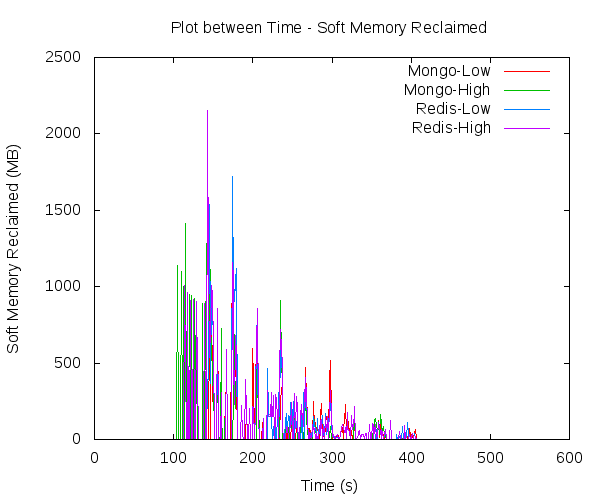 Plot between Time - Soft Memory Reclaimed
2500
2000
1500
1000
500
0
Soft Memory Reclaimed (MB)
Mongo-Low
Mongo-High
Redis-Low
Redis-High
0 100 200 300 400 500 600
Time (s)